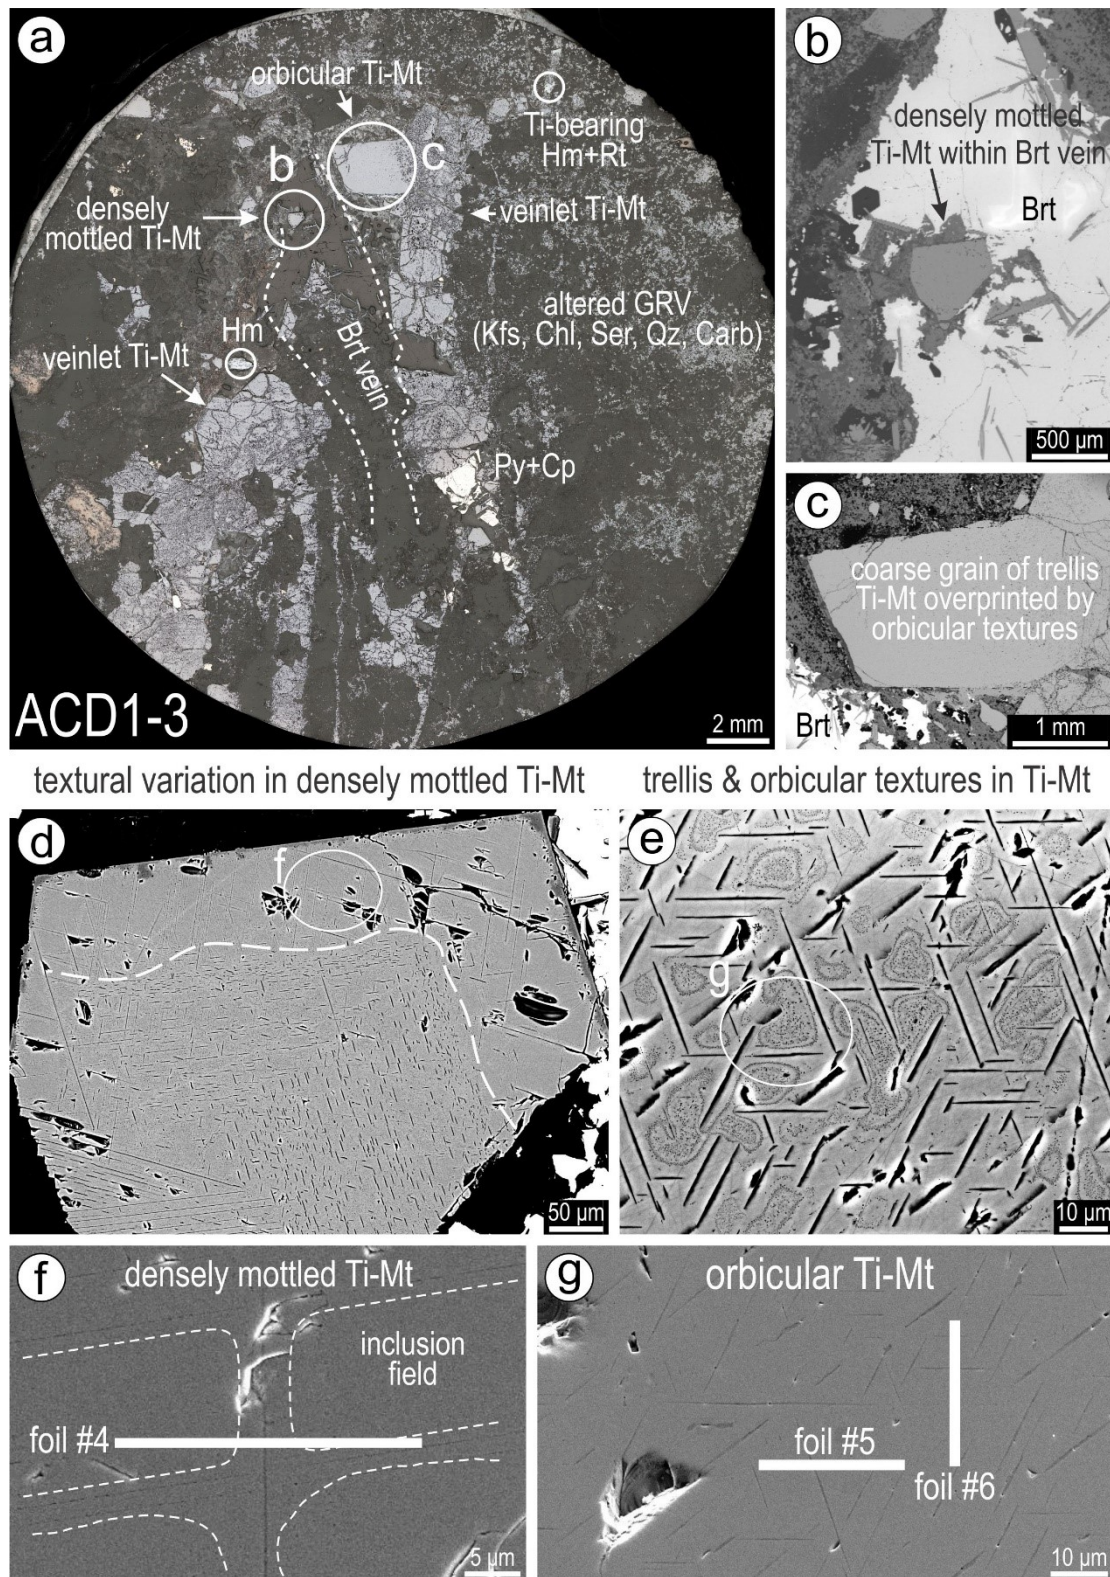 a
orbicular Ti-Mt
Ti-bearing
Hm+Rt
b
c
densely
mottled Ti-Mt
veinlet Ti-Mt
altered GRV
(Kfs, Chl, Ser, Qz, Carb)
Hm
veinlet Ti-Mt
Brt vein
Py+Cp
ACD1-3
2 mm
b
densely mottled
Ti-Mt within Brt vein
Brt
500 µm
c
coarse grain of trellis
Ti-Mt overprinted by
orbicular textures
Brt
1 mm
textural variation in densely mottled Ti-Mt
trellis & orbicular textures in Ti-Mt
d
f
50 µm
e
g
10 µm
f
densely mottled Ti-Mt
inclusion
field
foil #4
5 µm
g
orbicular Ti-Mt
foil #5
foil #6
10 µm